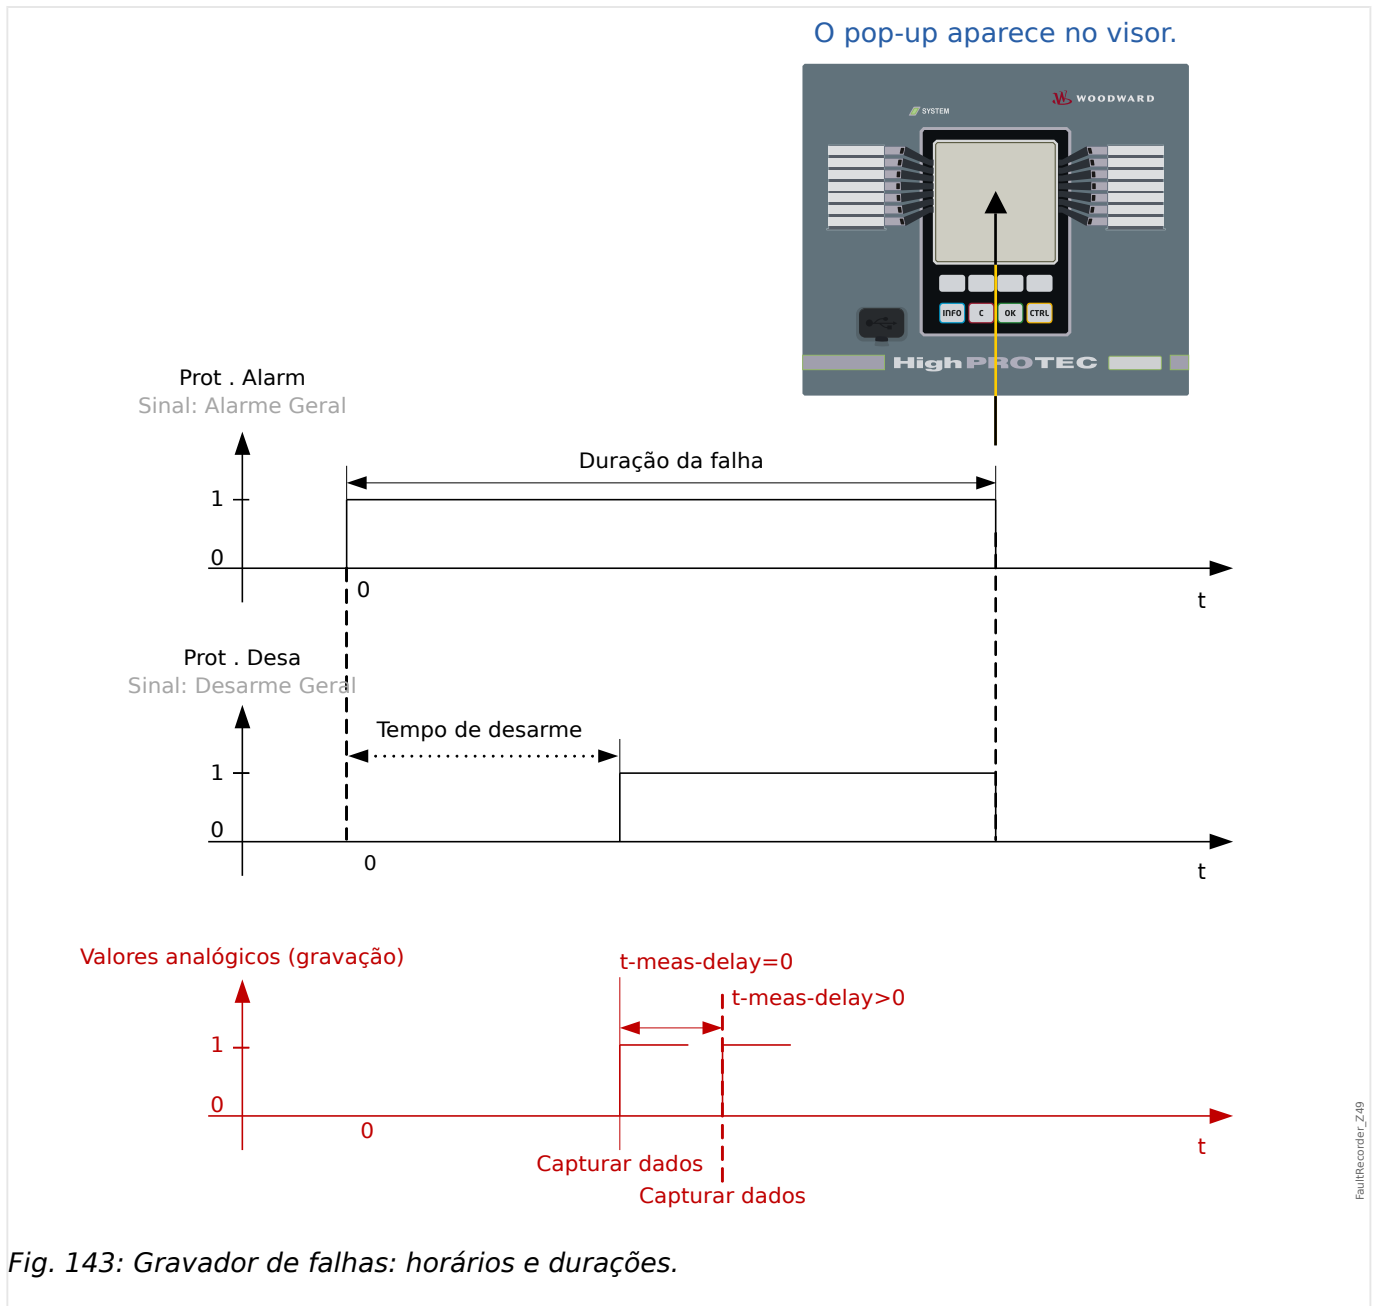 O pop-up aparece no visor.
WOODWARD
SYSTEM
INFO C OK CTRL
HighPROTEC
Prot . Alarm
Sinal: Alarme Geral
Duração da falha
1
0
0
t
Prot . Desa
Sinal: Desarme Geral
Tempo de desarme
1
0
0
t
Valores analógicos (gravação)
t-meas-delay=0
t-meas-delay>0
1
0
0
t
Capturar dados
Capturar dados
FaultRecorder_Z49
Fig. 143: Gravador de falhas: horários e durações.